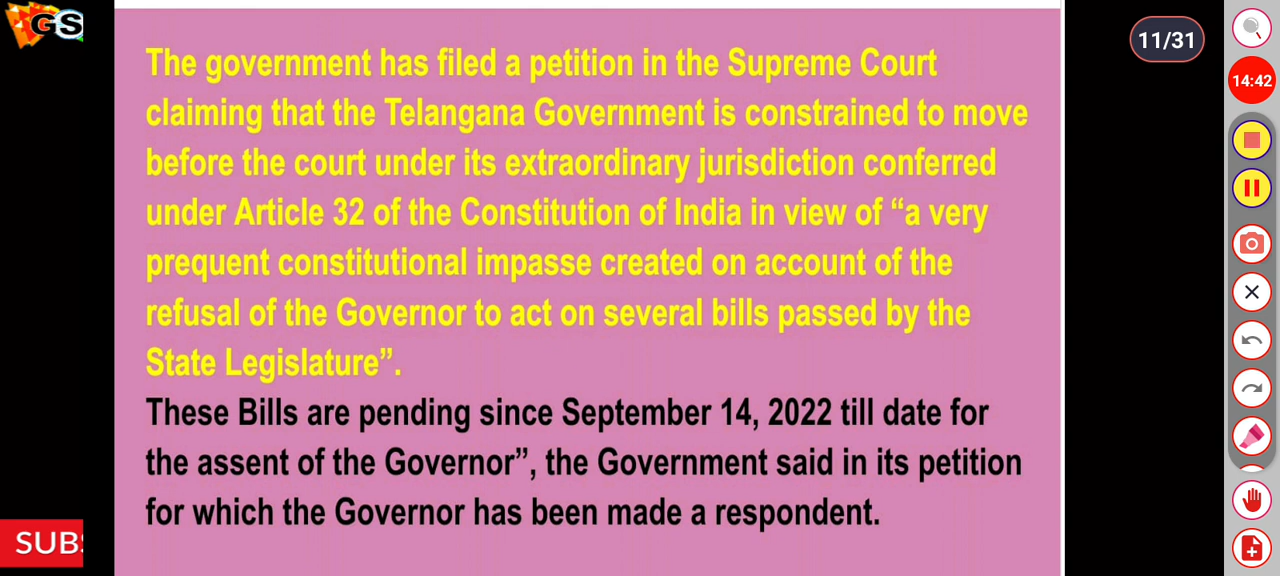 GS
11/31
The government has filed a petition in the Supreme Court
claiming that the Telangana Government is constrained to move
before the court under its extraordinary jurisdiction conferred
under Article 32 of the Constitution of India in view of “a very
prequent constitutional impasse created on account of the
refusal of the Governor to act on several bills passed by the
State Legislature”.
These Bills are pending since September 14, 2022 till date for
the assent of the Governor”, the Government said in its petition
for which the Governor has been made a respondent.
14:42
SUB